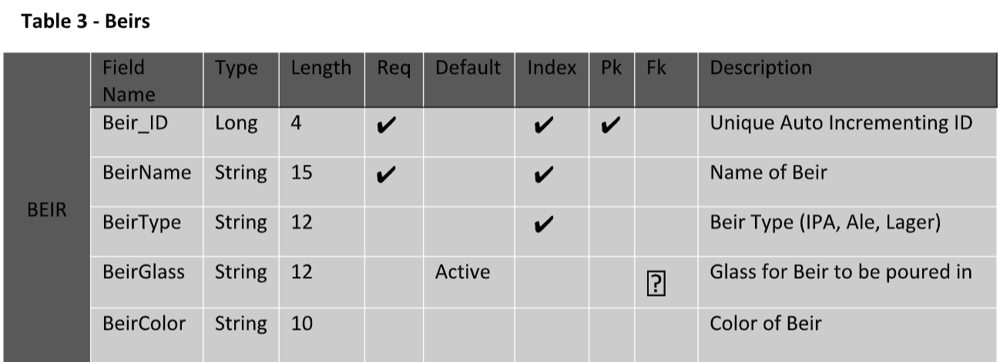 Table 3 - Beirs
BEIR
Field Name Type Length Req Default Index Pk Fk Description
Beir_ID Long 4 ✔ ✔ ✔ Unique Auto Incrementing ID
BeirName String 15 ✔ ✔ Name of Beir
BeirType String 12 ✔ Beir Type (IPA, Ale, Lager)
BeirGlass String 12 Active ? Glass for Beir to be poured in
BeirColor String 10 Color of Beir